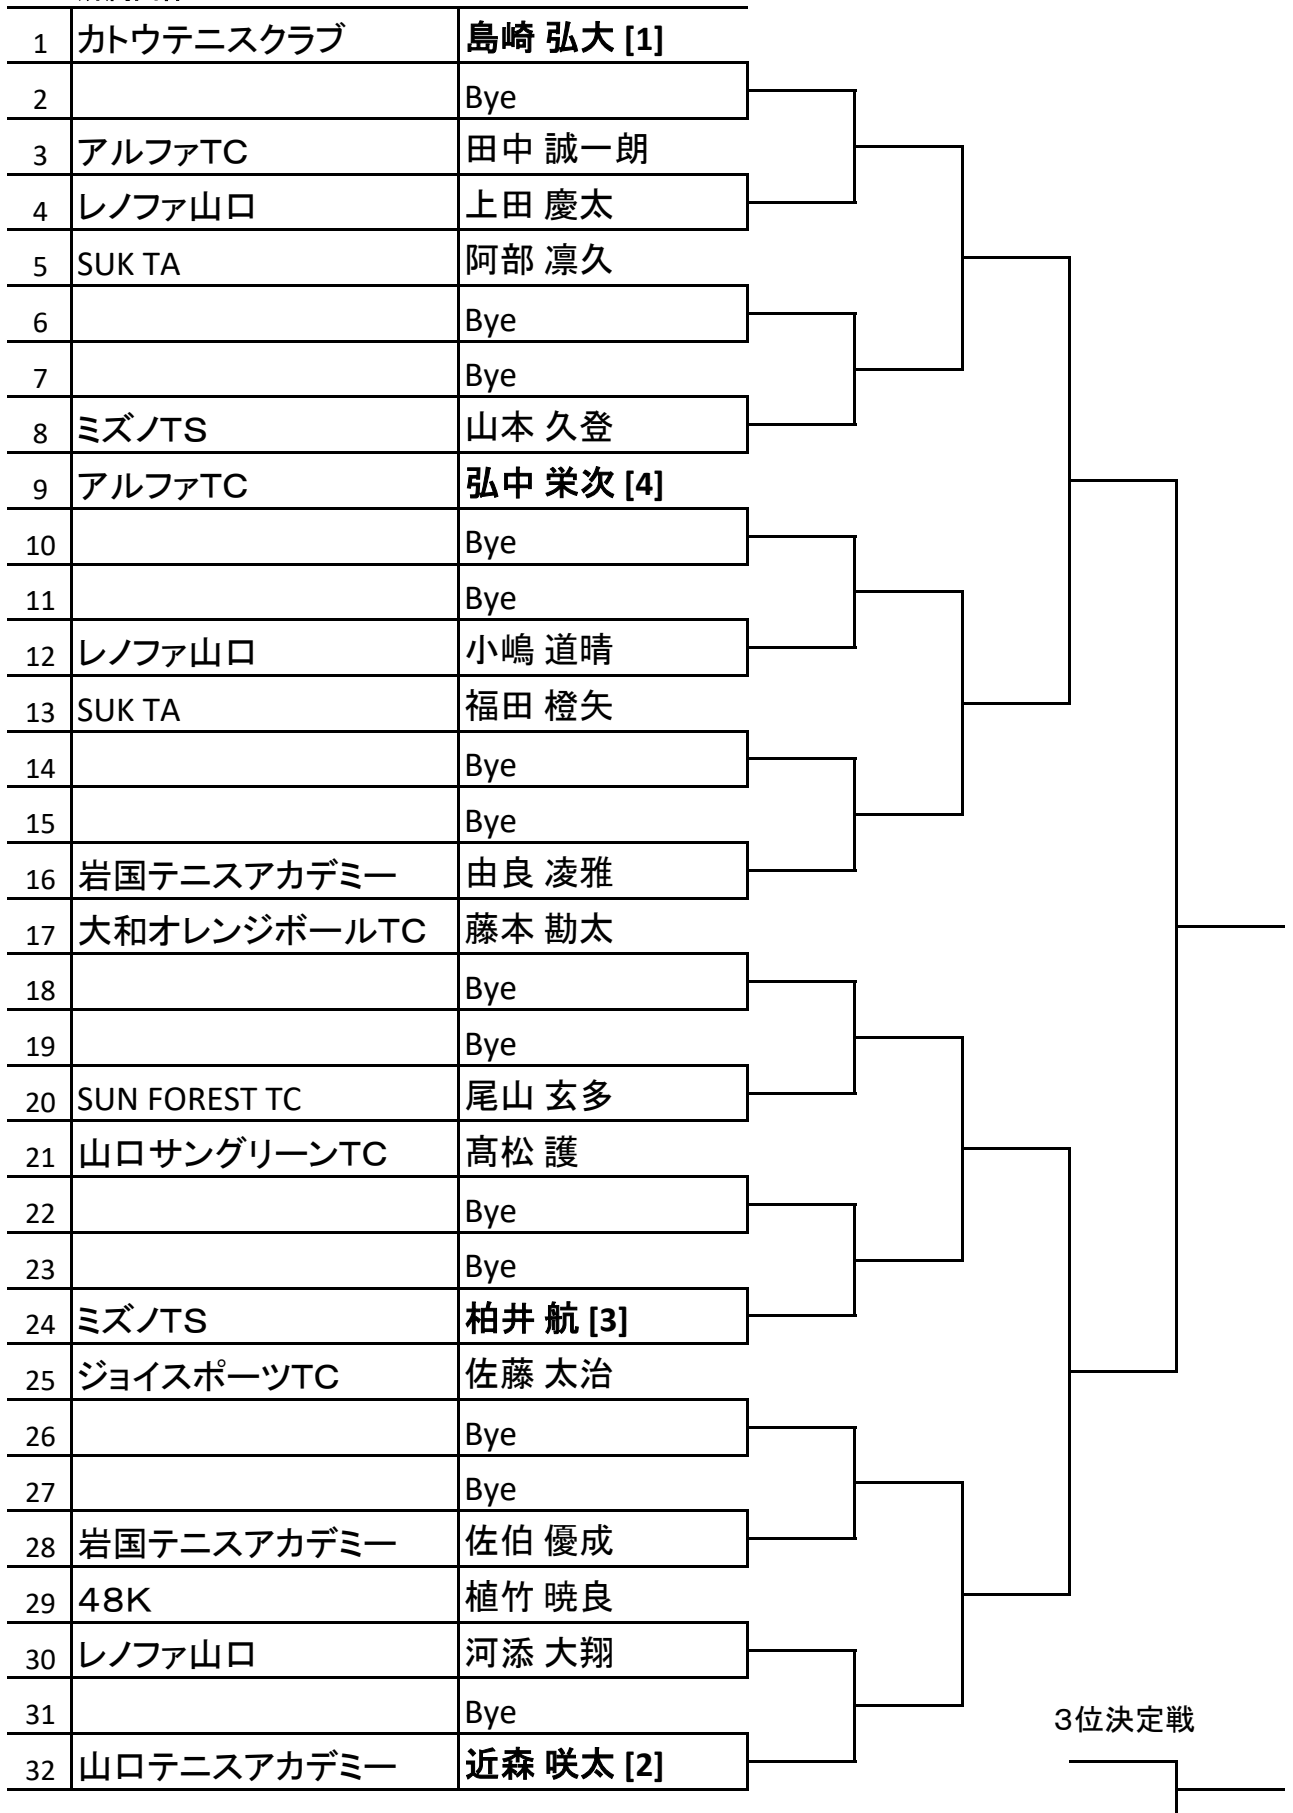 1 カトウテニスクラブ 島崎 弘大 [1]
2 Bye
3 アルファTC 田中 誠一朗
4 レノファ山口 上田 慶太
5 SUK TA 阿部 凛久
6 Bye
7 Bye
8 ミズノTS 山本 久登
9 アルファTC 弘中 栄次 [4]
10 Bye
11 Bye
12 レノファ山口 小嶋 道晴
13 SUK TA 福田 橙矢
14 Bye
15 Bye
16 岩国テニスアカデミー 由良 凌雅
17 大和オレンジボールTC 藤本 勘太
18 Bye
19 Bye
20 SUN FOREST TC 尾山 玄多
21 山口サングリーンTC 髙松 護
22 Bye
23 Bye
24 ミズノTS 柏井 航 [3]
25 ジョイスポーツTC 佐藤 太治
26 Bye
27 Bye
28 岩国テニスアカデミー 佐伯 優成
29 48K 植竹 暁良
30 レノファ山口 河添 大翔
31 Bye
3位決定戦
32 山口テニスアカデミー 近森 咲太 [2]